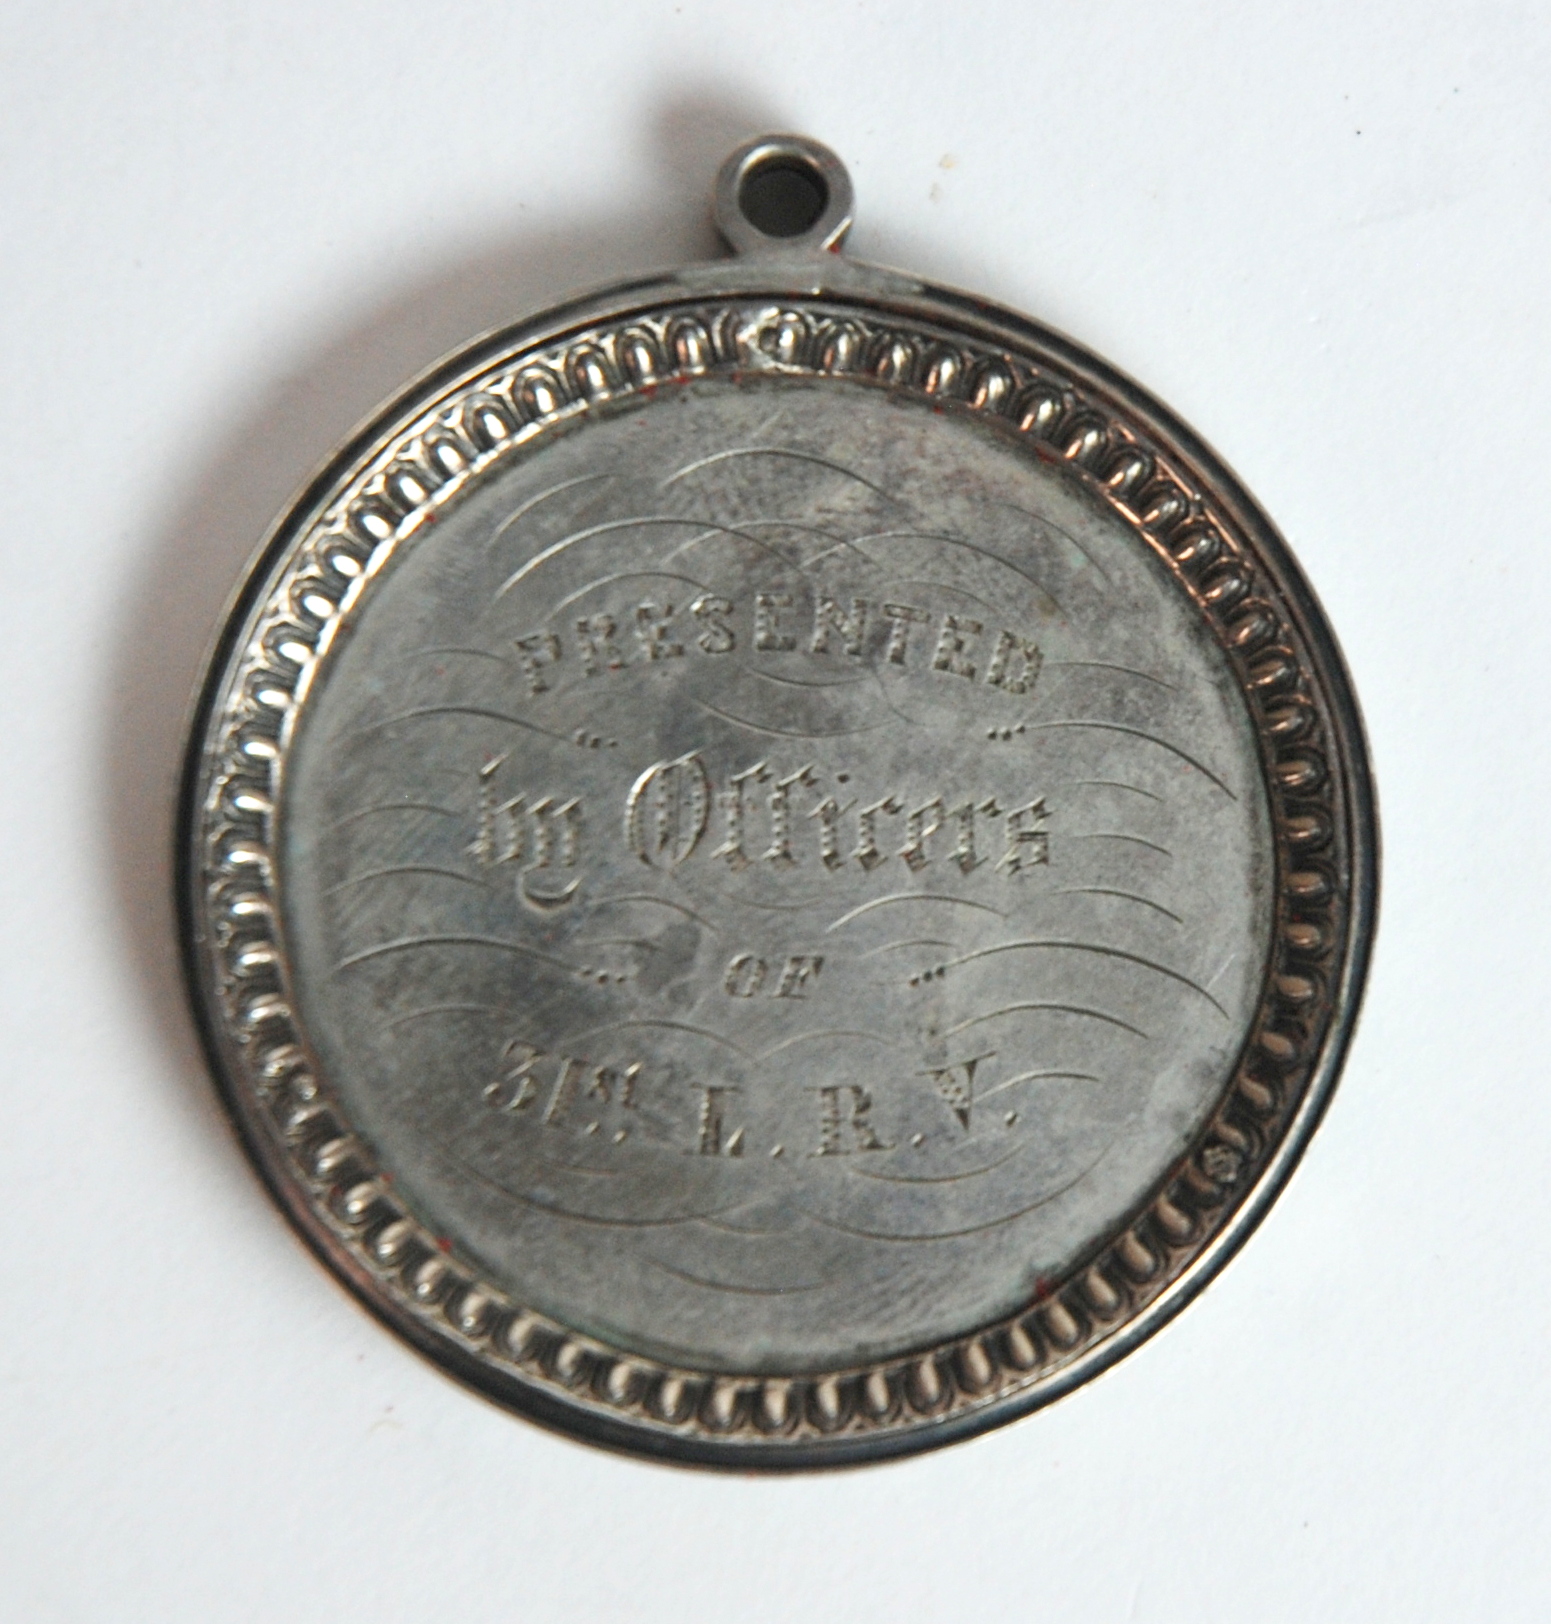 PRESENTED
by Officers
OF
31st. L. R. V.